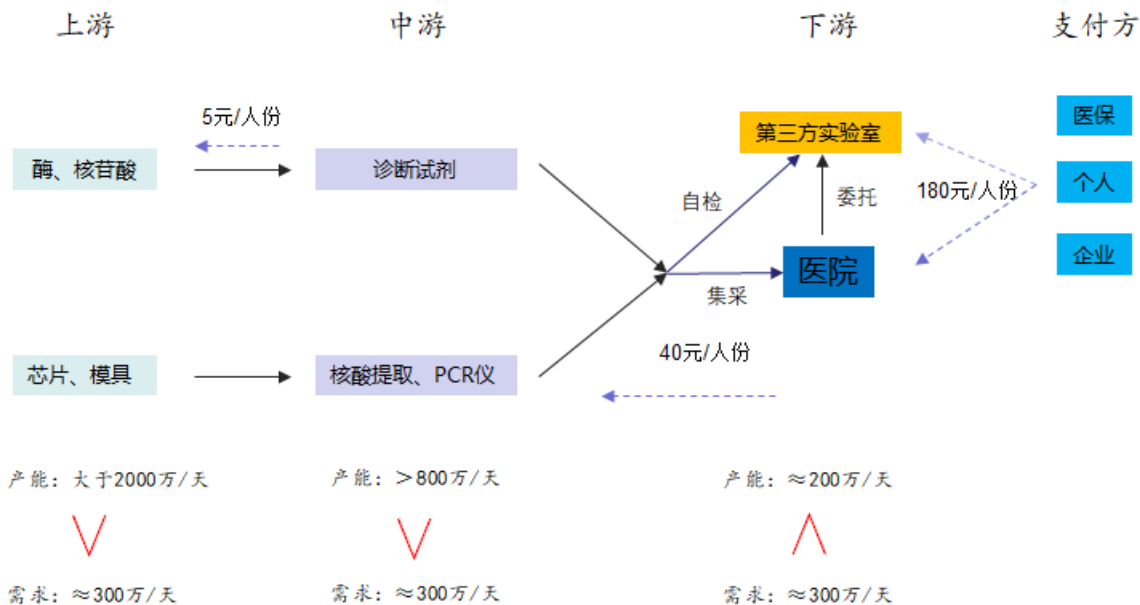 上游
中游
下游
支付方
5元/人份
医保
第三方实验室
酶、核苷酸
诊断试剂
自检
委托
180元/人份
个人
医院
企业
集采
40元/人份
芯片、模具
核酸提取、PCR仪
产能：大于2000万/天
产能：＞800万/天
产能：≈200万/天
需求：≈300万/天
需求：≈300万/天
需求：≈300万/天